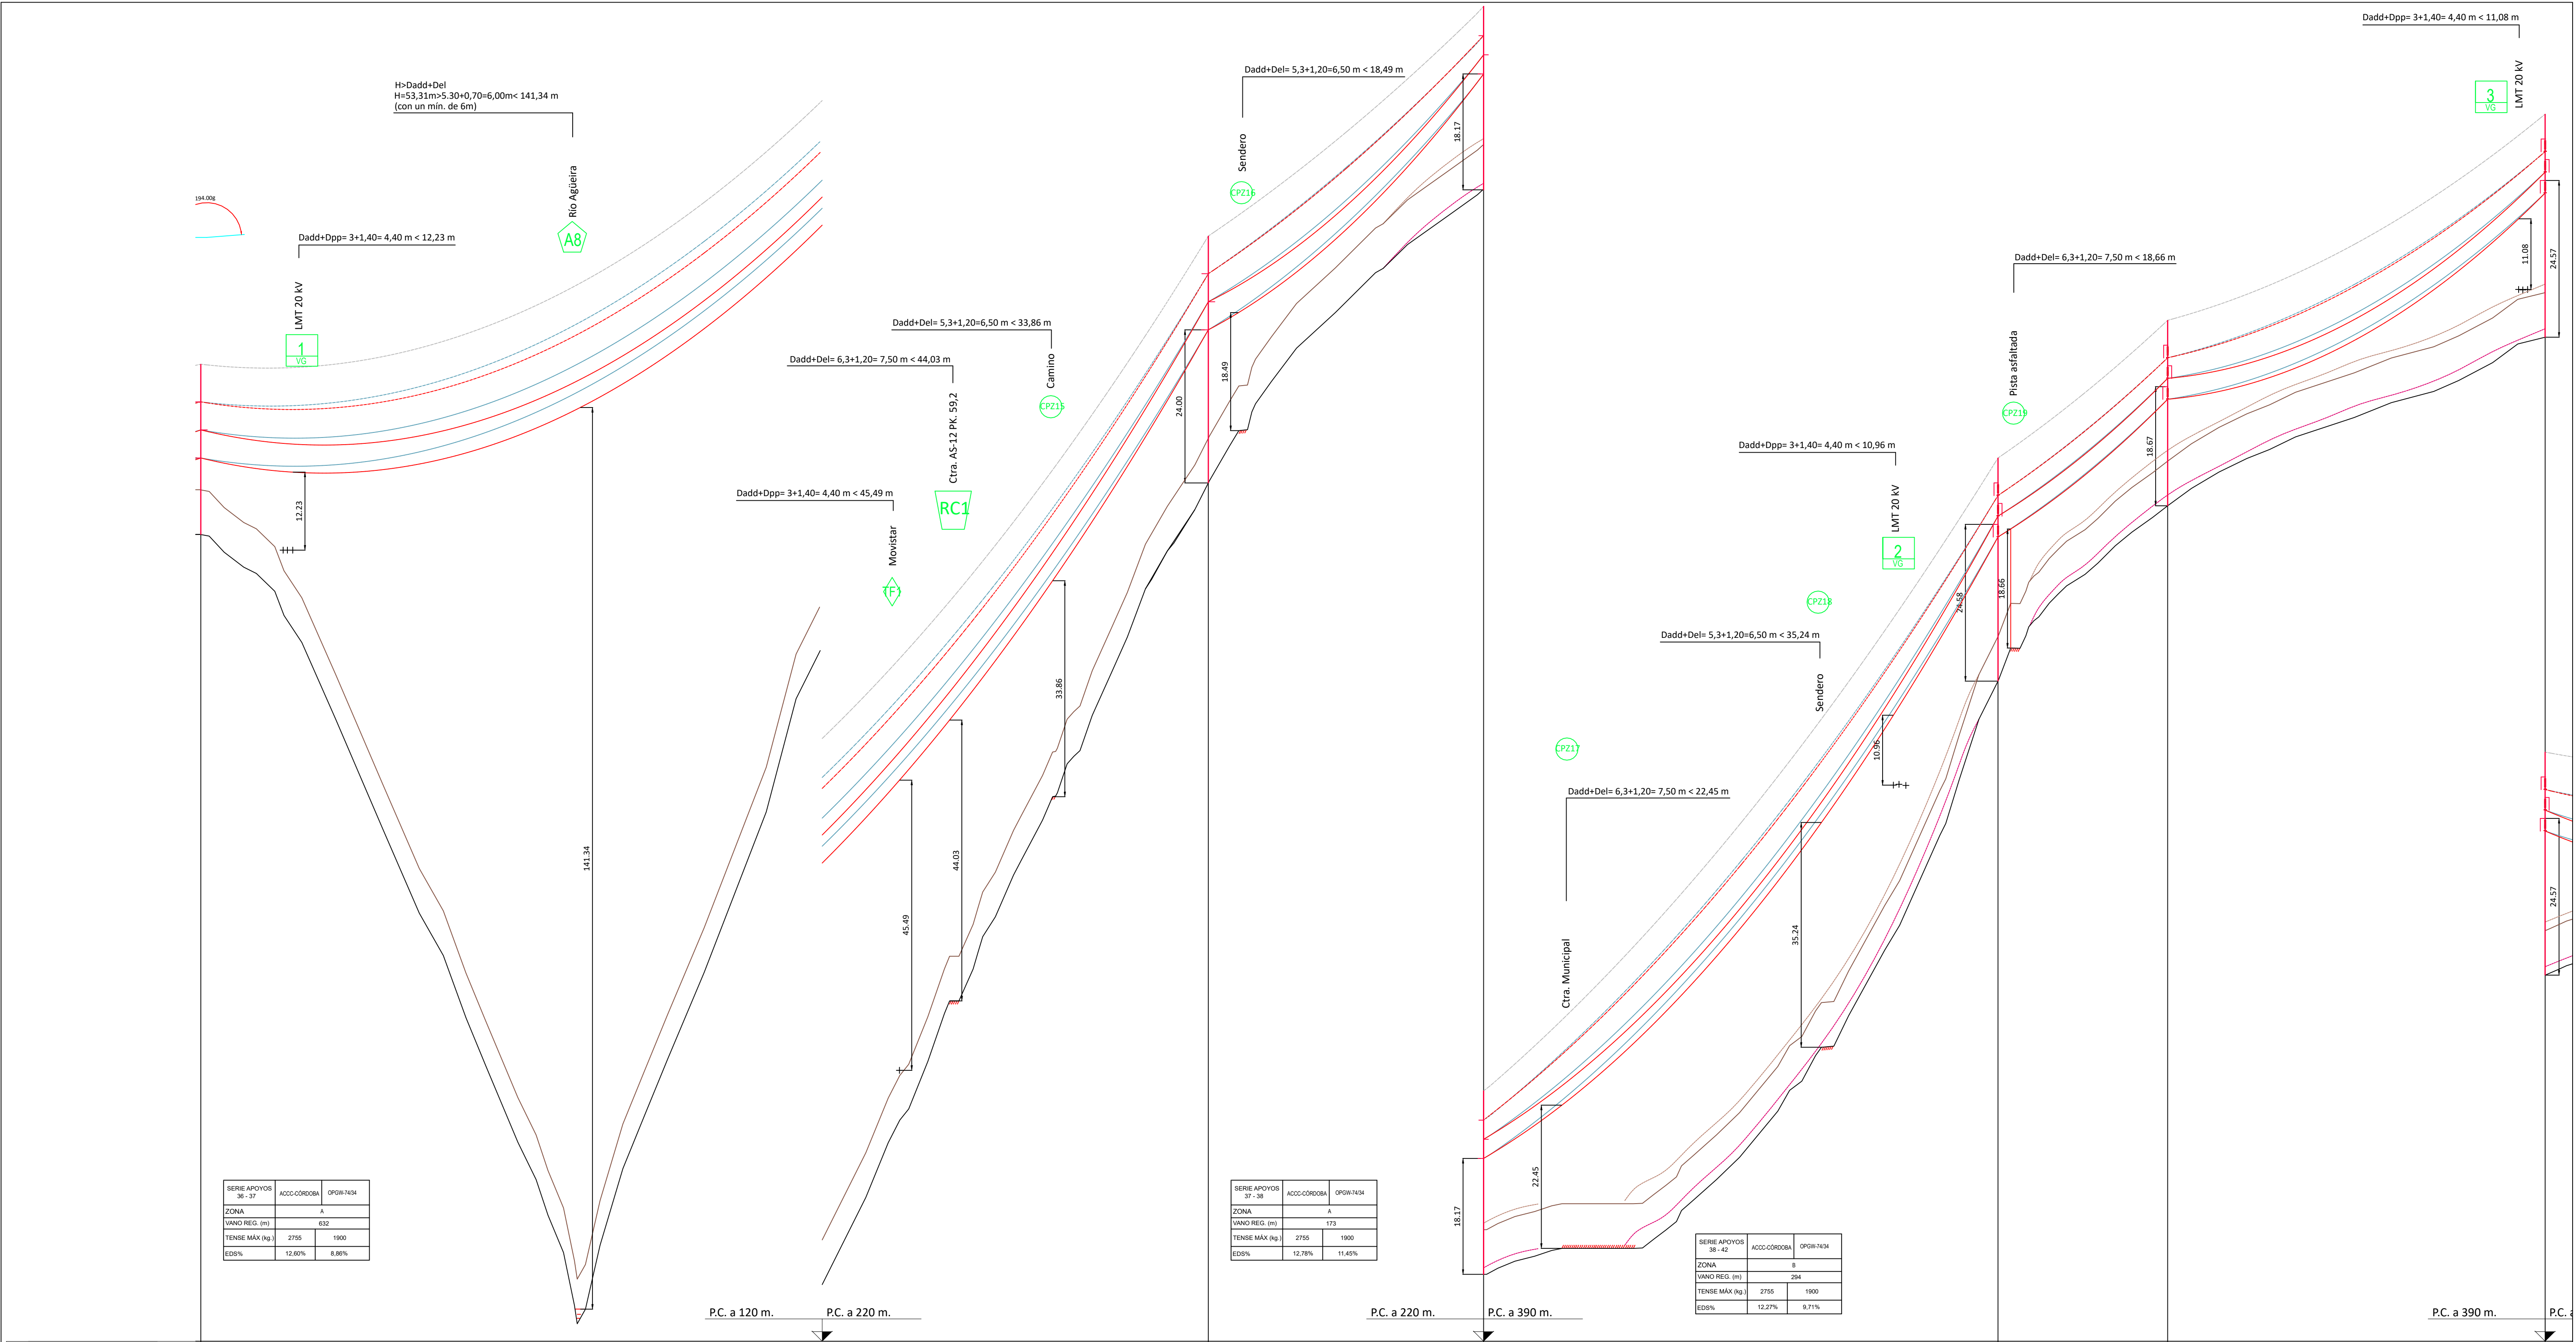 194.00g
H>Dadd+Del
H=53,31m>5.30+0,70=6,00m< 141,34 m
(con un mín. de 6m)
Río Agüeira
A8
Dadd+Dpp= 3+1,40= 4,40 m < 12,23 m
LMT 20 kV
1
VG
12.23
141.34
SERIE APOYOS
36 - 37
ACCC-CÓRDOBA
OPGW-74/34
ZONA
A
VANO REG. (m)
632
TENSE MÁX (kg.)
2755
1900
EDS%
12,60%
8,86%
P.C. a 120 m.
P.C. a 220 m.
Dadd+Dpp= 3+1,40= 4,40 m < 45,49 m
Movistar
TF1
45.49
Dadd+Del= 6,3+1,20= 7,50 m < 44,03 m
Ctra. AS-12 PK. 59,2
RC1
44.03
Dadd+Del= 5,3+1,20=6,50 m < 33,86 m
Camino
CPZ15
33.86
24.00
Dadd+Del= 5,3+1,20=6,50 m < 18,49 m
Sendero
CPZ16
18.49
18.17
SERIE APOYOS
37 - 38
ACCC-CÓRDOBA
OPGW-74/34
ZONA
A
VANO REG. (m)
173
TENSE MÁX (kg.)
2755
1900
EDS%
12,78%
11,45%
P.C. a 220 m.
P.C. a 390 m.
18.17
CPZ17
Dadd+Del= 6,3+1,20= 7,50 m < 22,45 m
Ctra. Municipal
22.45
Dadd+Del= 5,3+1,20=6,50 m < 35,24 m
CPZ18
Sendero
35.24
Dadd+Dpp= 3+1,40= 4,40 m < 10,96 m
LMT 20 kV
2
VG
10.96
24.58
Dadd+Del= 6,3+1,20= 7,50 m < 18,66 m
Pista asfaltada
CPZ19
18.66
18.67
SERIE APOYOS
38 - 42
ACCC-CÓRDOBA
OPGW-74/34
ZONA
8
VANO REG. (m)
294
TENSE MÁX (kg.)
2755
1900
EDS%
12,27%
9,71%
Dadd+Dpp= 3+1,40= 4,40 m < 11,08 m
LMT 20 kV
3
VG
11.08
24.57
24.57
P.C. a 390 m.
P.C. a